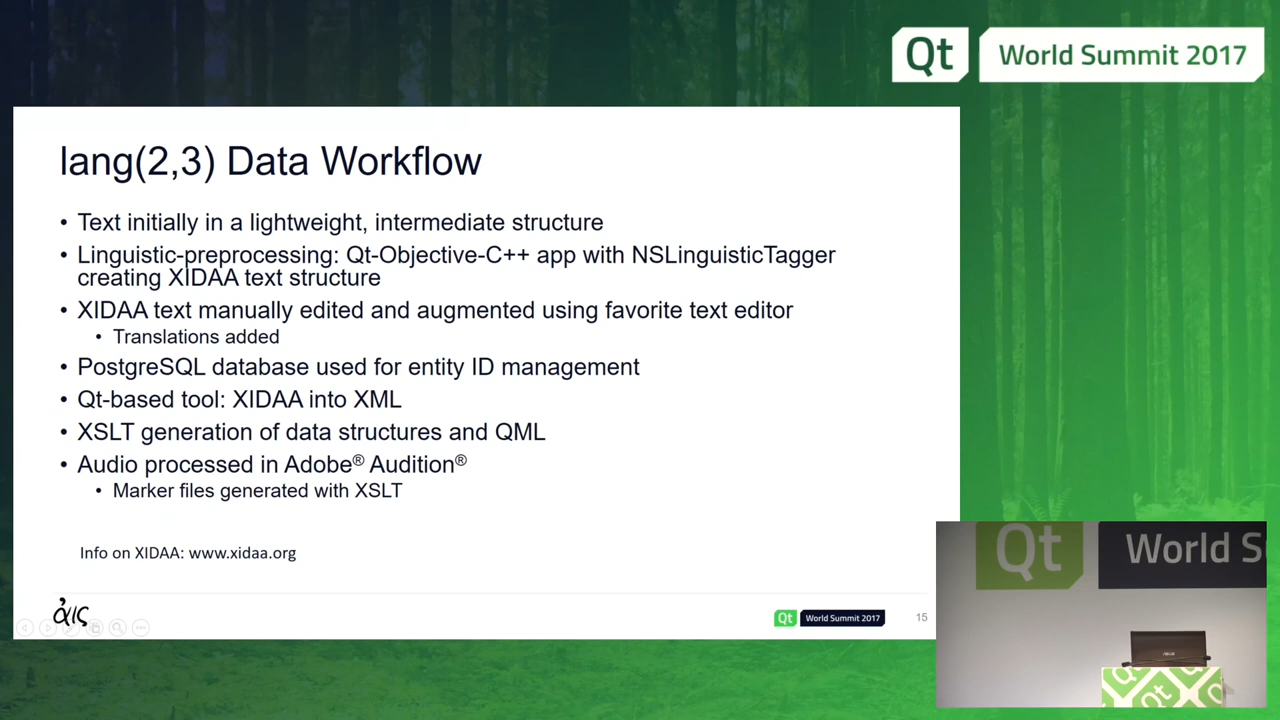 Qt World Summit 2017
lang(2,3) Data Workflow
• Text initially in a lightweight, intermediate structure
• Linguistic-preprocessing: Qt-Objective-C++ app with NSLinguisticTagger
creating XIDAA text structure
• XIDAA text manually edited and augmented using favorite text editor
• Translations added
• PostgreSQL database used for entity ID management
• Qt-based tool: XIDAA into XML
• XSLT generation of data structures and QML
• Audio processed in Adobe® Audition®
• Marker files generated with XSLT
Info on XIDAA: www.xidaa.org
ἀις
Qt World Summit 2017
15
Qt World S
ASUS
Qt